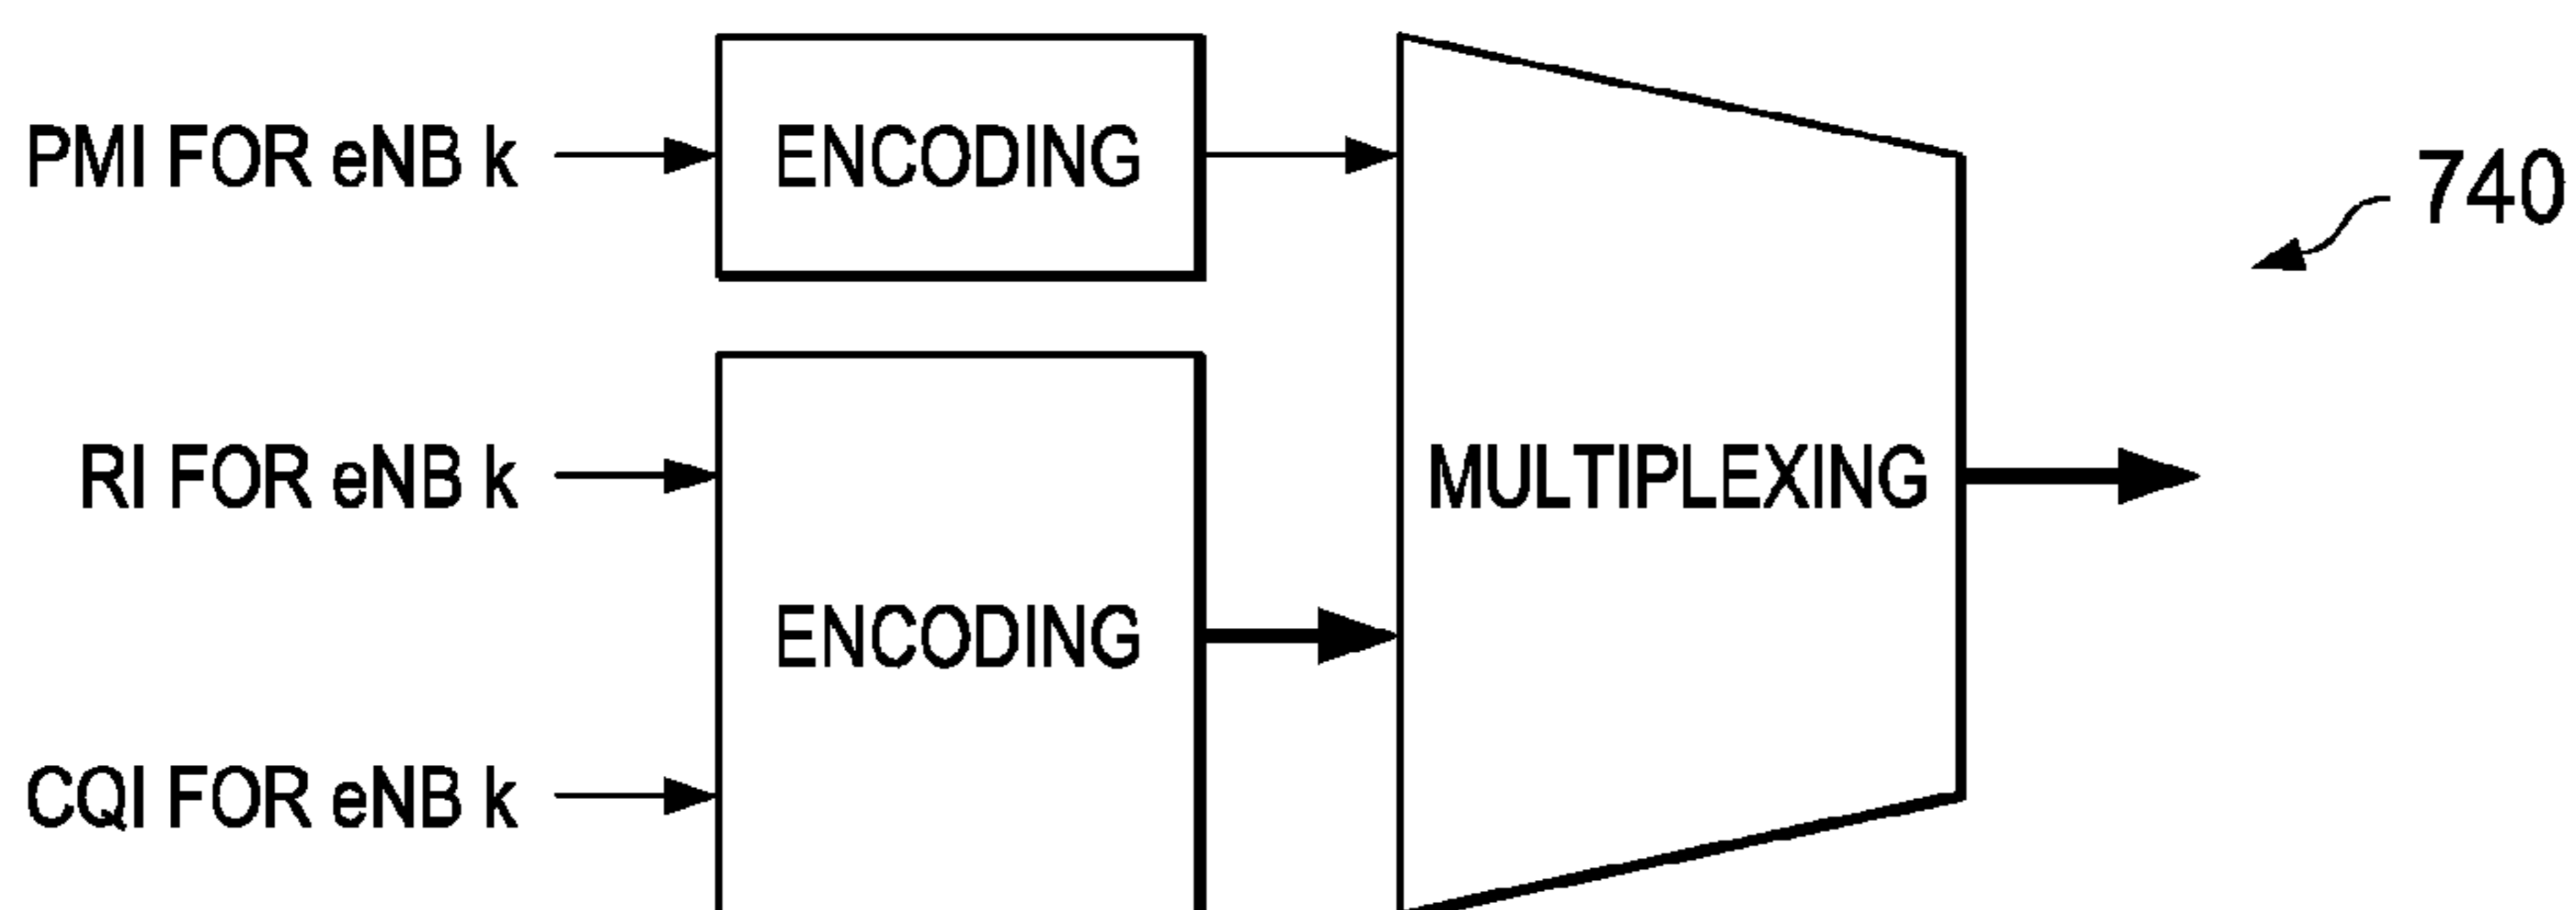 PMI FOR eNB k
ENCODING
740
RI FOR eNB k
MULTIPLEXING
ENCODING
CQI FOR eNB k